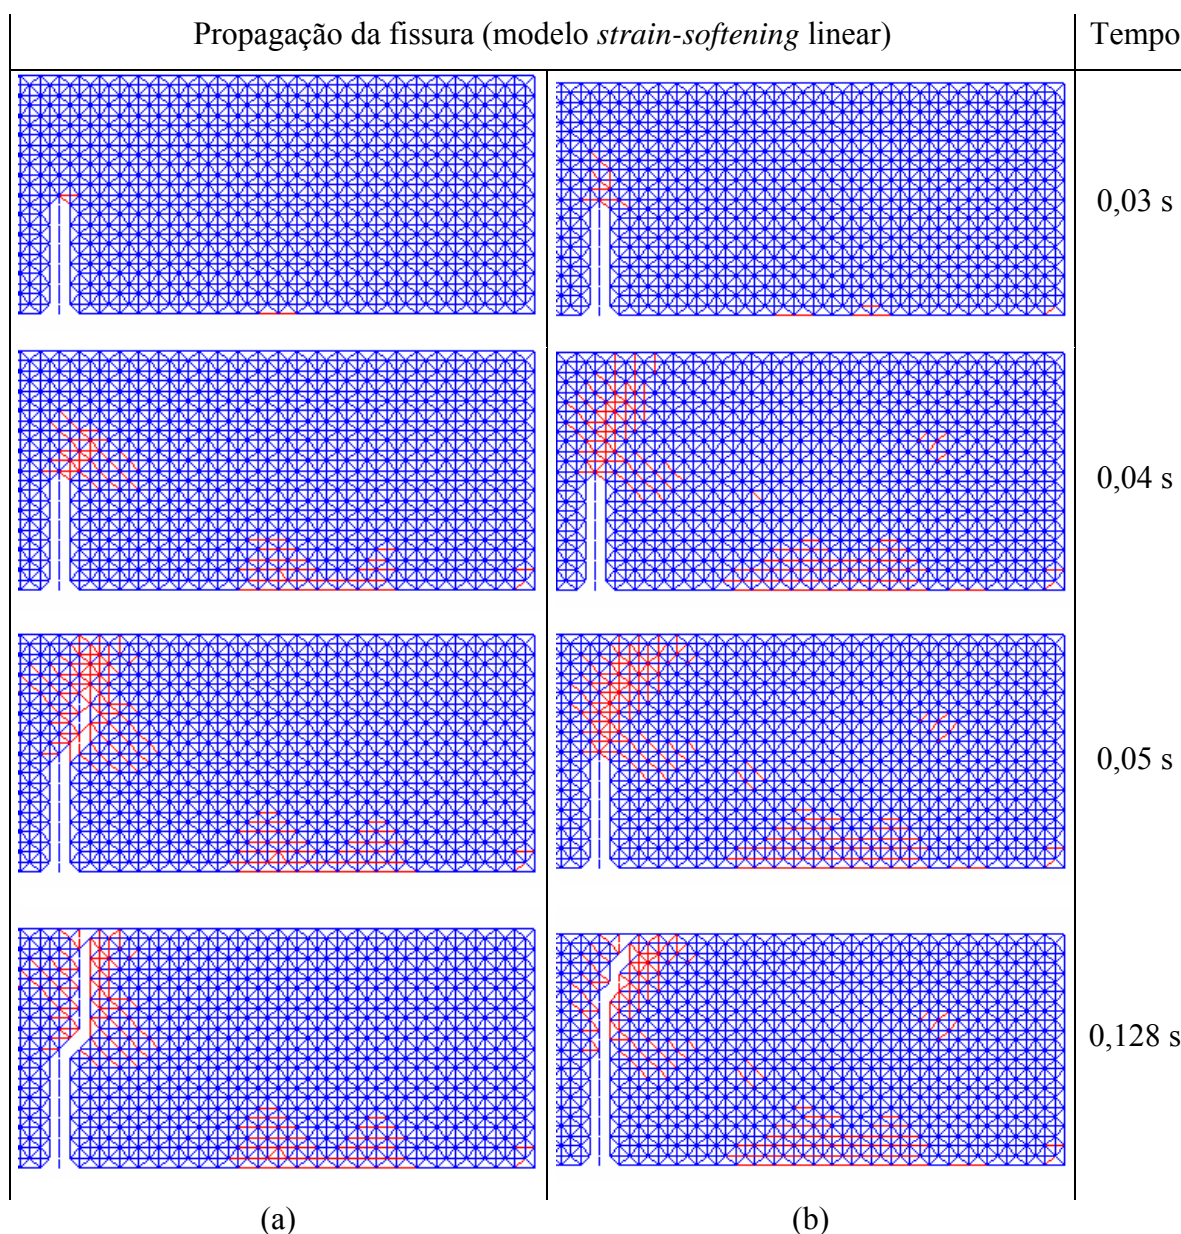 Propagação da fissura (modelo strain-softening linear) Tempo
0,03 s
0,04 s
0,05 s
0,128 s
(a) (b)